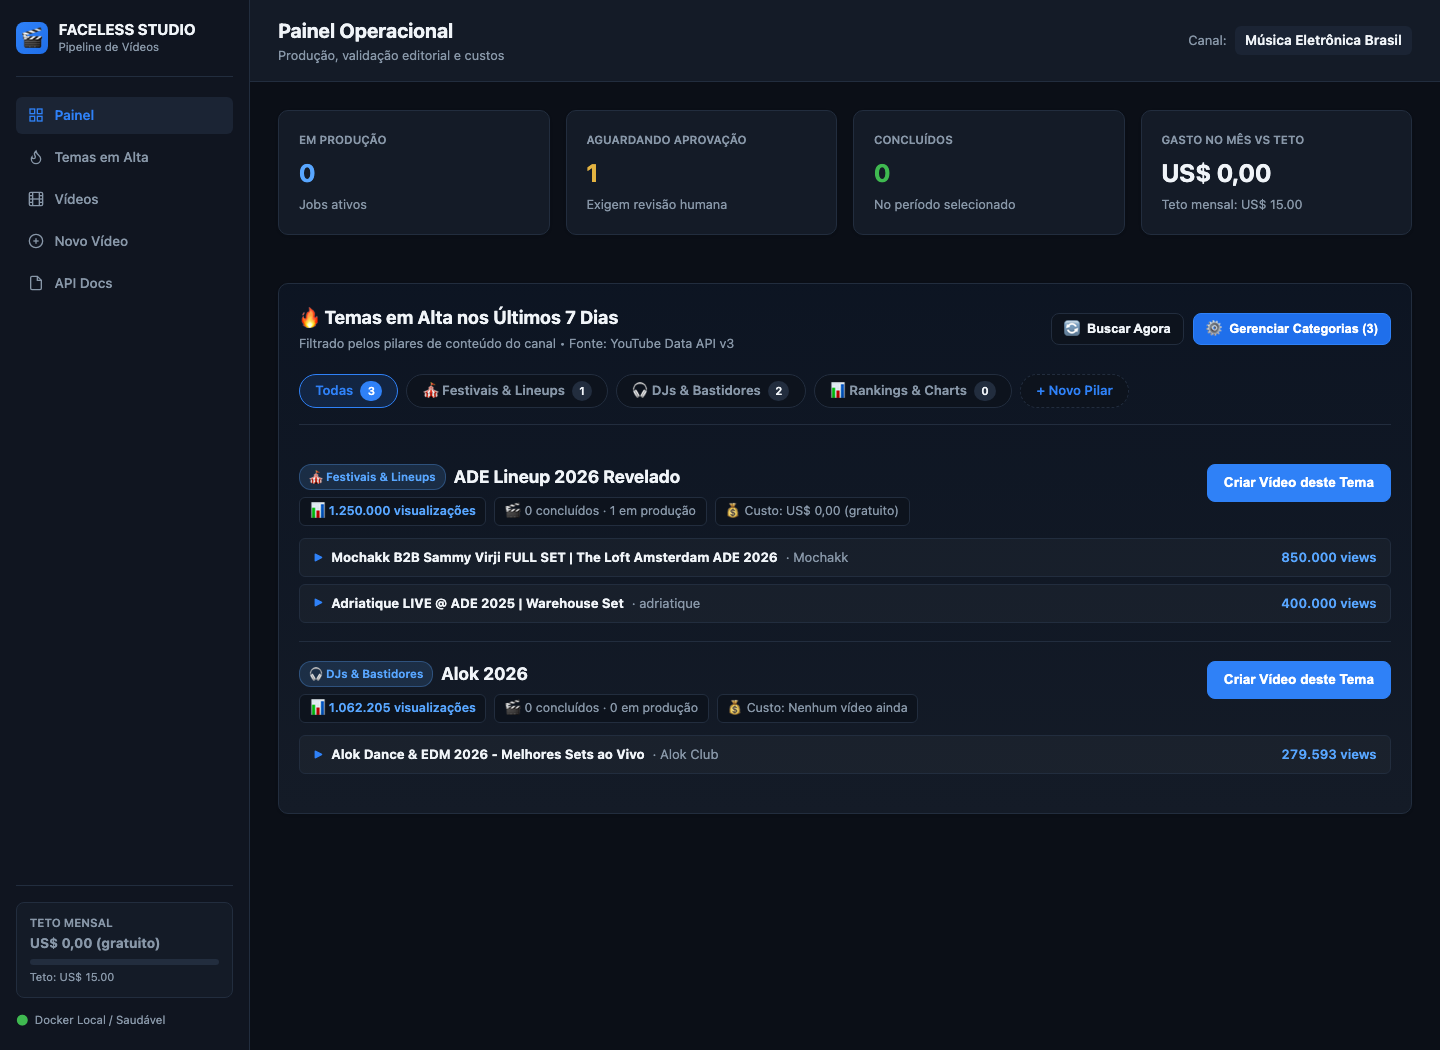 FACELESS STUDIO
Pipeline de Vídeos
Painel
Temas em Alta
Vídeos
Novo Vídeo
API Docs
TETO MENSAL
US$ 0,00 (gratuito)
Teto: US$ 15.00
Docker Local / Saudável
Painel Operacional
Produção, validação editorial e custos
Canal: Música Eletrônica Brasil
EM PRODUÇÃO
0
Jobs ativos
AGUARDANDO APROVAÇÃO
1
Exigem revisão humana
CONCLUÍDOS
0
No período selecionado
GASTO NO MÊS VS TETO
US$ 0,00
Teto mensal: US$ 15.00
🔥 Temas em Alta nos Últimos 7 Dias
Filtrado pelos pilares de conteúdo do canal • Fonte: YouTube Data API v3
🔄 Buscar Agora
⚙️ Gerenciar Categorias (3)
Todas 3
🎪 Festivais & Lineups 1
🎧 DJs & Bastidores 2
📊 Rankings & Charts 0
+ Novo Pilar
🎪 Festivais & Lineups ADE Lineup 2026 Revelado
Criar Vídeo deste Tema
📊 1.250.000 visualizações
🎬 0 concluídos · 1 em produção
💰 Custo: US$ 0,00 (gratuito)
▶ Mochakk B2B Sammy Virji FULL SET | The Loft Amsterdam ADE 2026 · Mochakk 850.000 views
▶ Adriatique LIVE @ ADE 2025 | Warehouse Set · adriatique 400.000 views
🎧 DJs & Bastidores Alok 2026
Criar Vídeo deste Tema
📊 1.062.205 visualizações
🎬 0 concluídos · 0 em produção
💰 Custo: Nenhum vídeo ainda
▶ Alok Dance & EDM 2026 - Melhores Sets ao Vivo · Alok Club 279.593 views